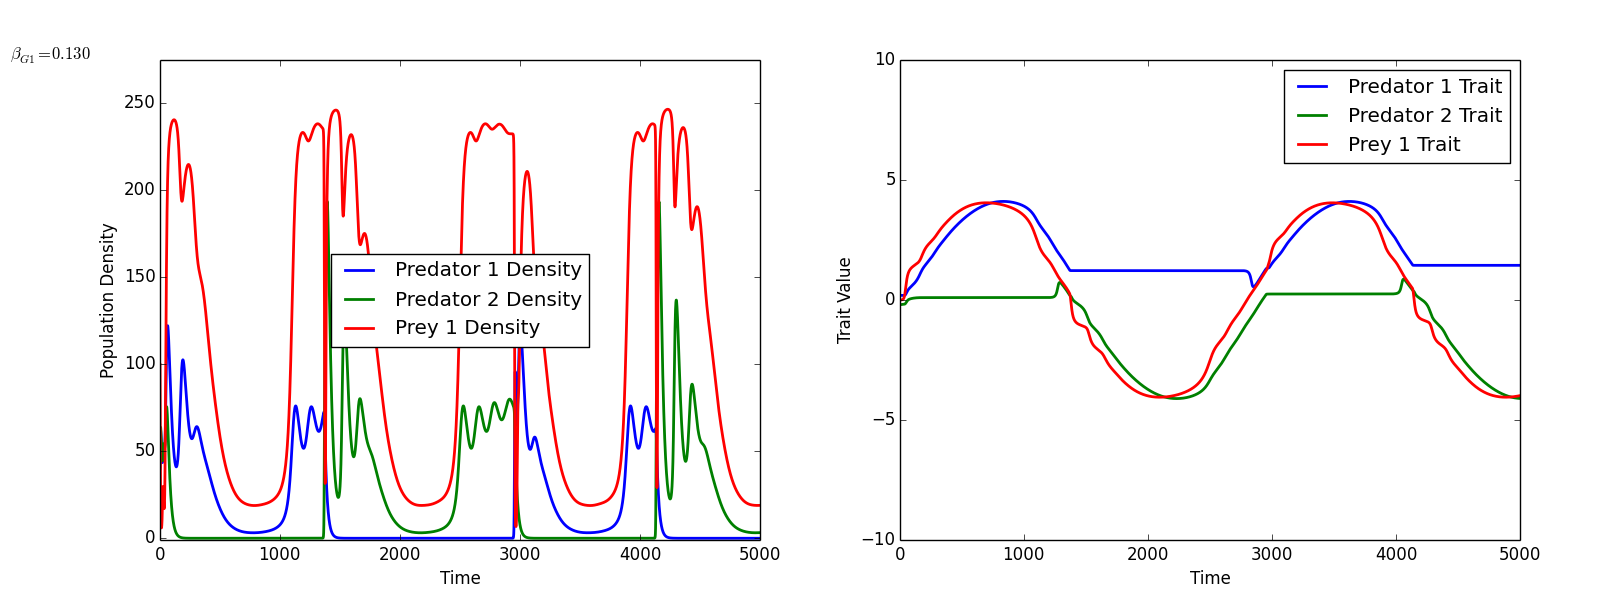 β_G1=0.130
Population Density
250
200
150
100
50
0
0 1000 2000 3000 4000 5000
Time
Predator 1 Density
Predator 2 Density
Prey 1 Density
Trait Value
10
5
0
−5
−10
0 1000 2000 3000 4000 5000
Time
Predator 1 Trait
Predator 2 Trait
Prey 1 Trait